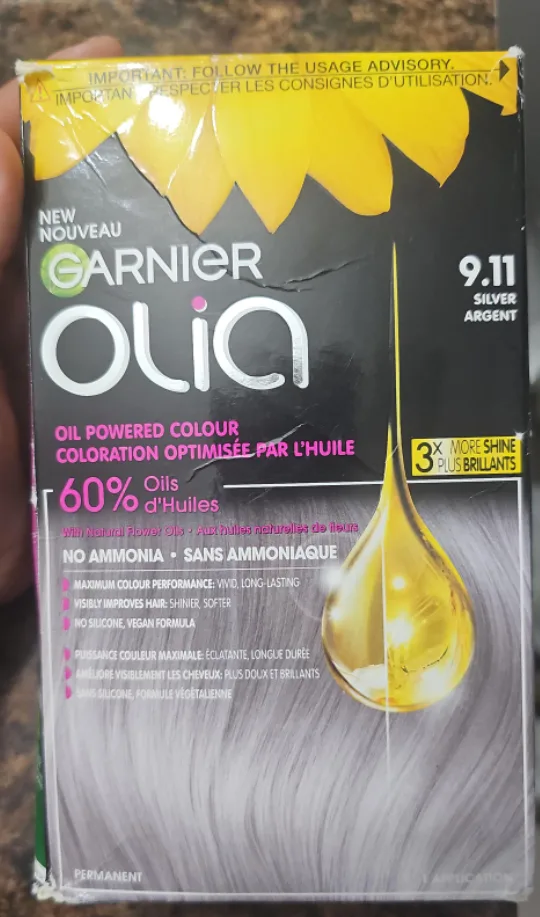 IMPORTANT: FOLLOW THE USAGE ADVISORY.
IMPORTANT: RESPECTER LES CONSIGNES D'UTILISATION.
NEW
NOUVEAU
GARNIER
OLIA
9.11
SILVER
ARGENT
OIL POWERED COLOUR
COLORATION OPTIMISÉE PAR L'HUILE
3X MORE SHINE
PLUS BRILLANTS
60% Oils
d'Huiles
With Natural Flower Oils • Aux huiles naturelles de fleurs
NO AMMONIA • SANS AMMONIAQUE
MAXIMUM COLOUR PERFORMANCE: VIVID, LONG-LASTING
VISIBLY IMPROVES HAIR: SHINIER, SOFTER
NO SILICONE, VEGAN FORMULA
PUISSANCE COULEUR MAXIMALE: ÉCLATANTE, LONGUE DURÉE
AMÉLIORE VISIBLEMENT LES CHEVEUX: PLUS DOUX ET BRILLANTS
SANS SILICONE, FORMULE VÉGÉTALIENNE
PERMANENT
1 APPLICATION